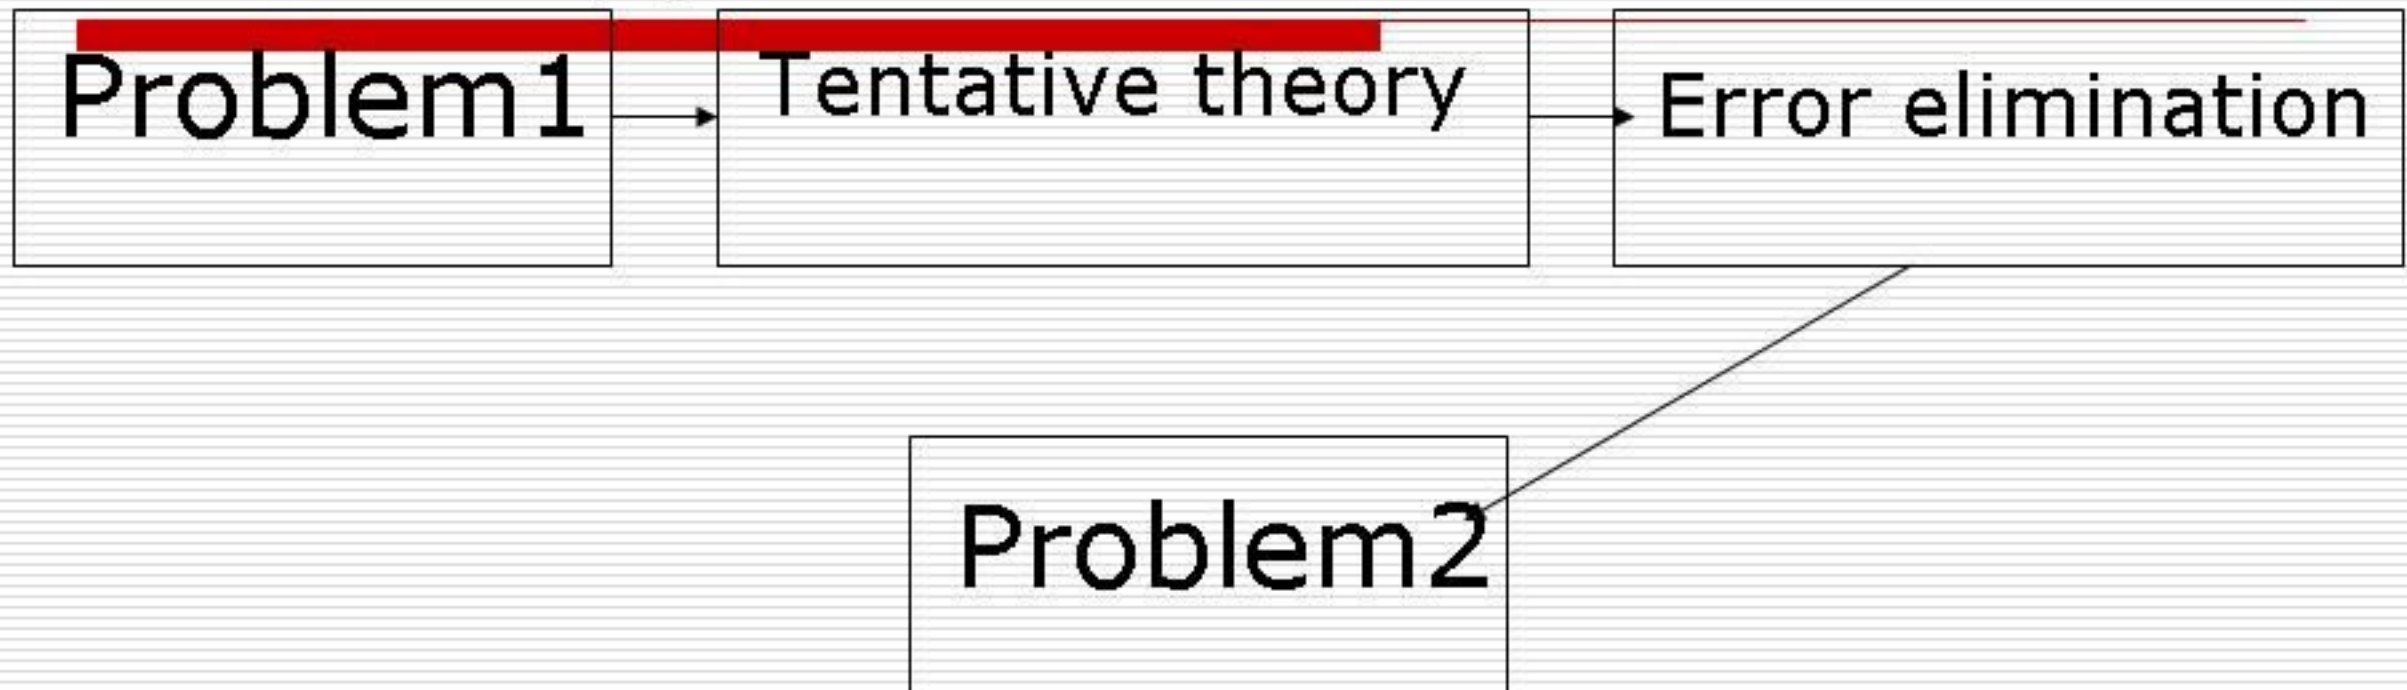 Problem1
Tentative theory
Error elimination
Problem2